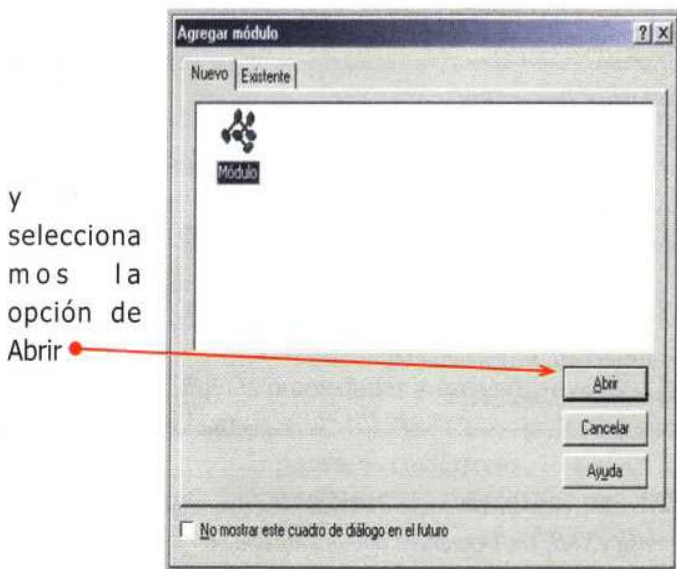 Agregar módulo
Nuevo
Existente
Módulo
y
selecciona
mos la
opción de
Abrir
Abrir
Cancelar
Ayuda
No mostrar este cuadro de diálogo en el futuro